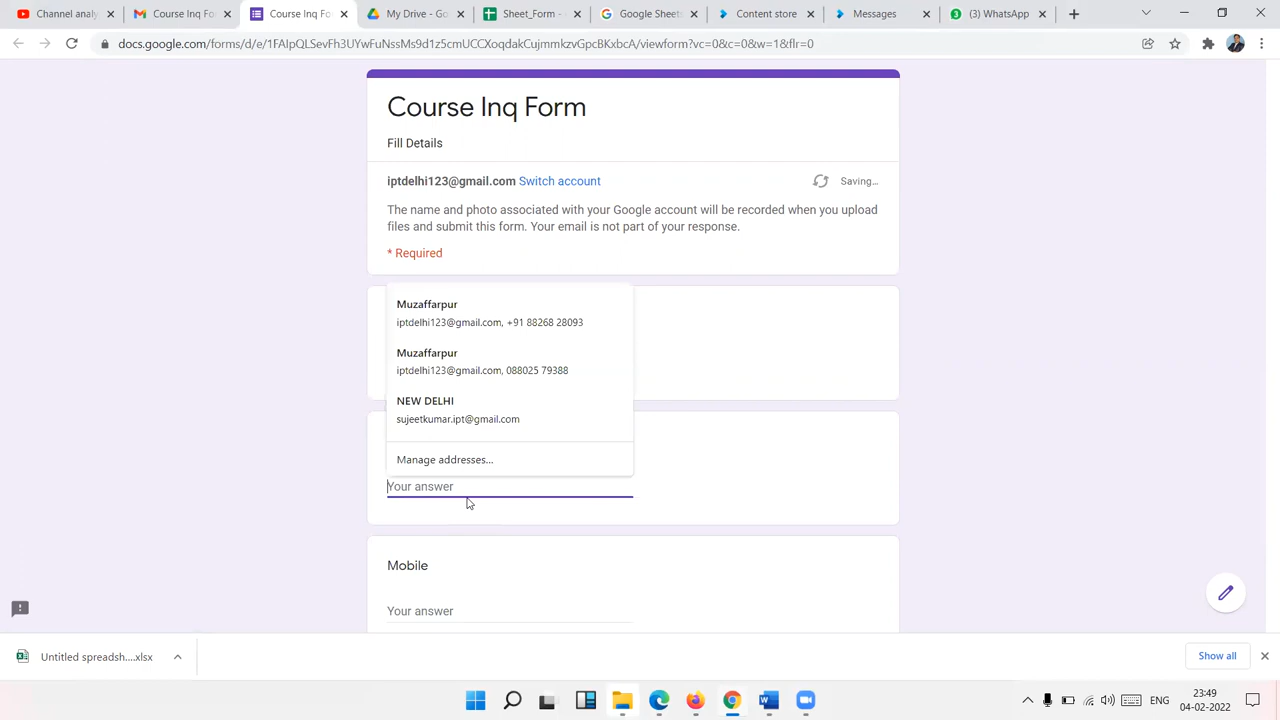 Channel analy
Course Inq Fo
Course Inq Fo
My Drive - Go
Sheet_Form -
Google Sheets
Content store
Messages
(3) WhatsApp
docs.google.com/forms/d/e/1FAIpQLSevFh3UYwFuNssMs9d1z5cmUCCXoqdakCujmmkzvGpcBKxbcA/viewform?vc=0&c=0&w=1&flr=0
Course Inq Form
Fill Details
iptdelhi123@gmail.com Switch account
Saving...
The name and photo associated with your Google account will be recorded when you upload
files and submit this form. Your email is not part of your response.
* Required
Muzaffarpur
iptdelhi123@gmail.com, +91 88268 28093
Muzaffarpur
iptdelhi123@gmail.com, 088025 79388
NEW DELHI
sujeetkumar.ipt@gmail.com
Manage addresses...
Your answer
Mobile
Your answer
Untitled spreadsh....xlsx
Show all
ENG
23:49
04-02-2022